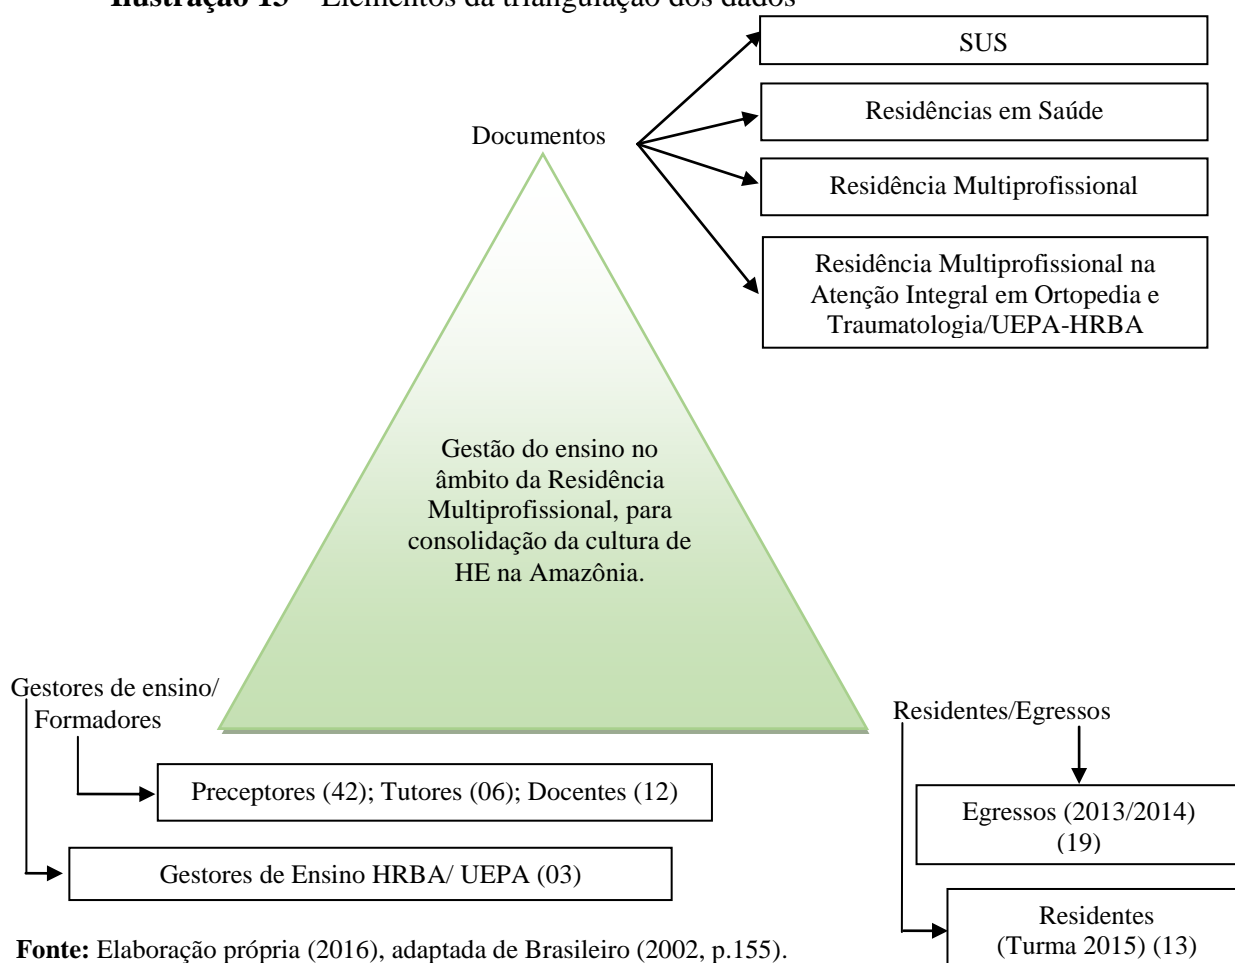 Ilustração 15 Elementos da triangulação dos dados
SUS
Residências em Saúde
Documentos
Residência Multiprofissional
Residência Multiprofissional na
Atenção Integral em Ortopedia e
Traumatologia/UEPA-HRBA
Gestão do ensino no
âmbito da Residência
Multiprofissional, para
consolidação da cultura de
HE na Amazônia.
Gestores de ensino/
Formadores
Preceptores (42); Tutores (06); Docentes (12)
Gestores de Ensino HRBA/ UEPA (03)
Residentes/Egressos
Egressos (2013/2014)
(19)
Residentes
(Turma 2015) (13)
Fonte: Elaboração própria (2016), adaptada de Brasileiro (2002, p.155).